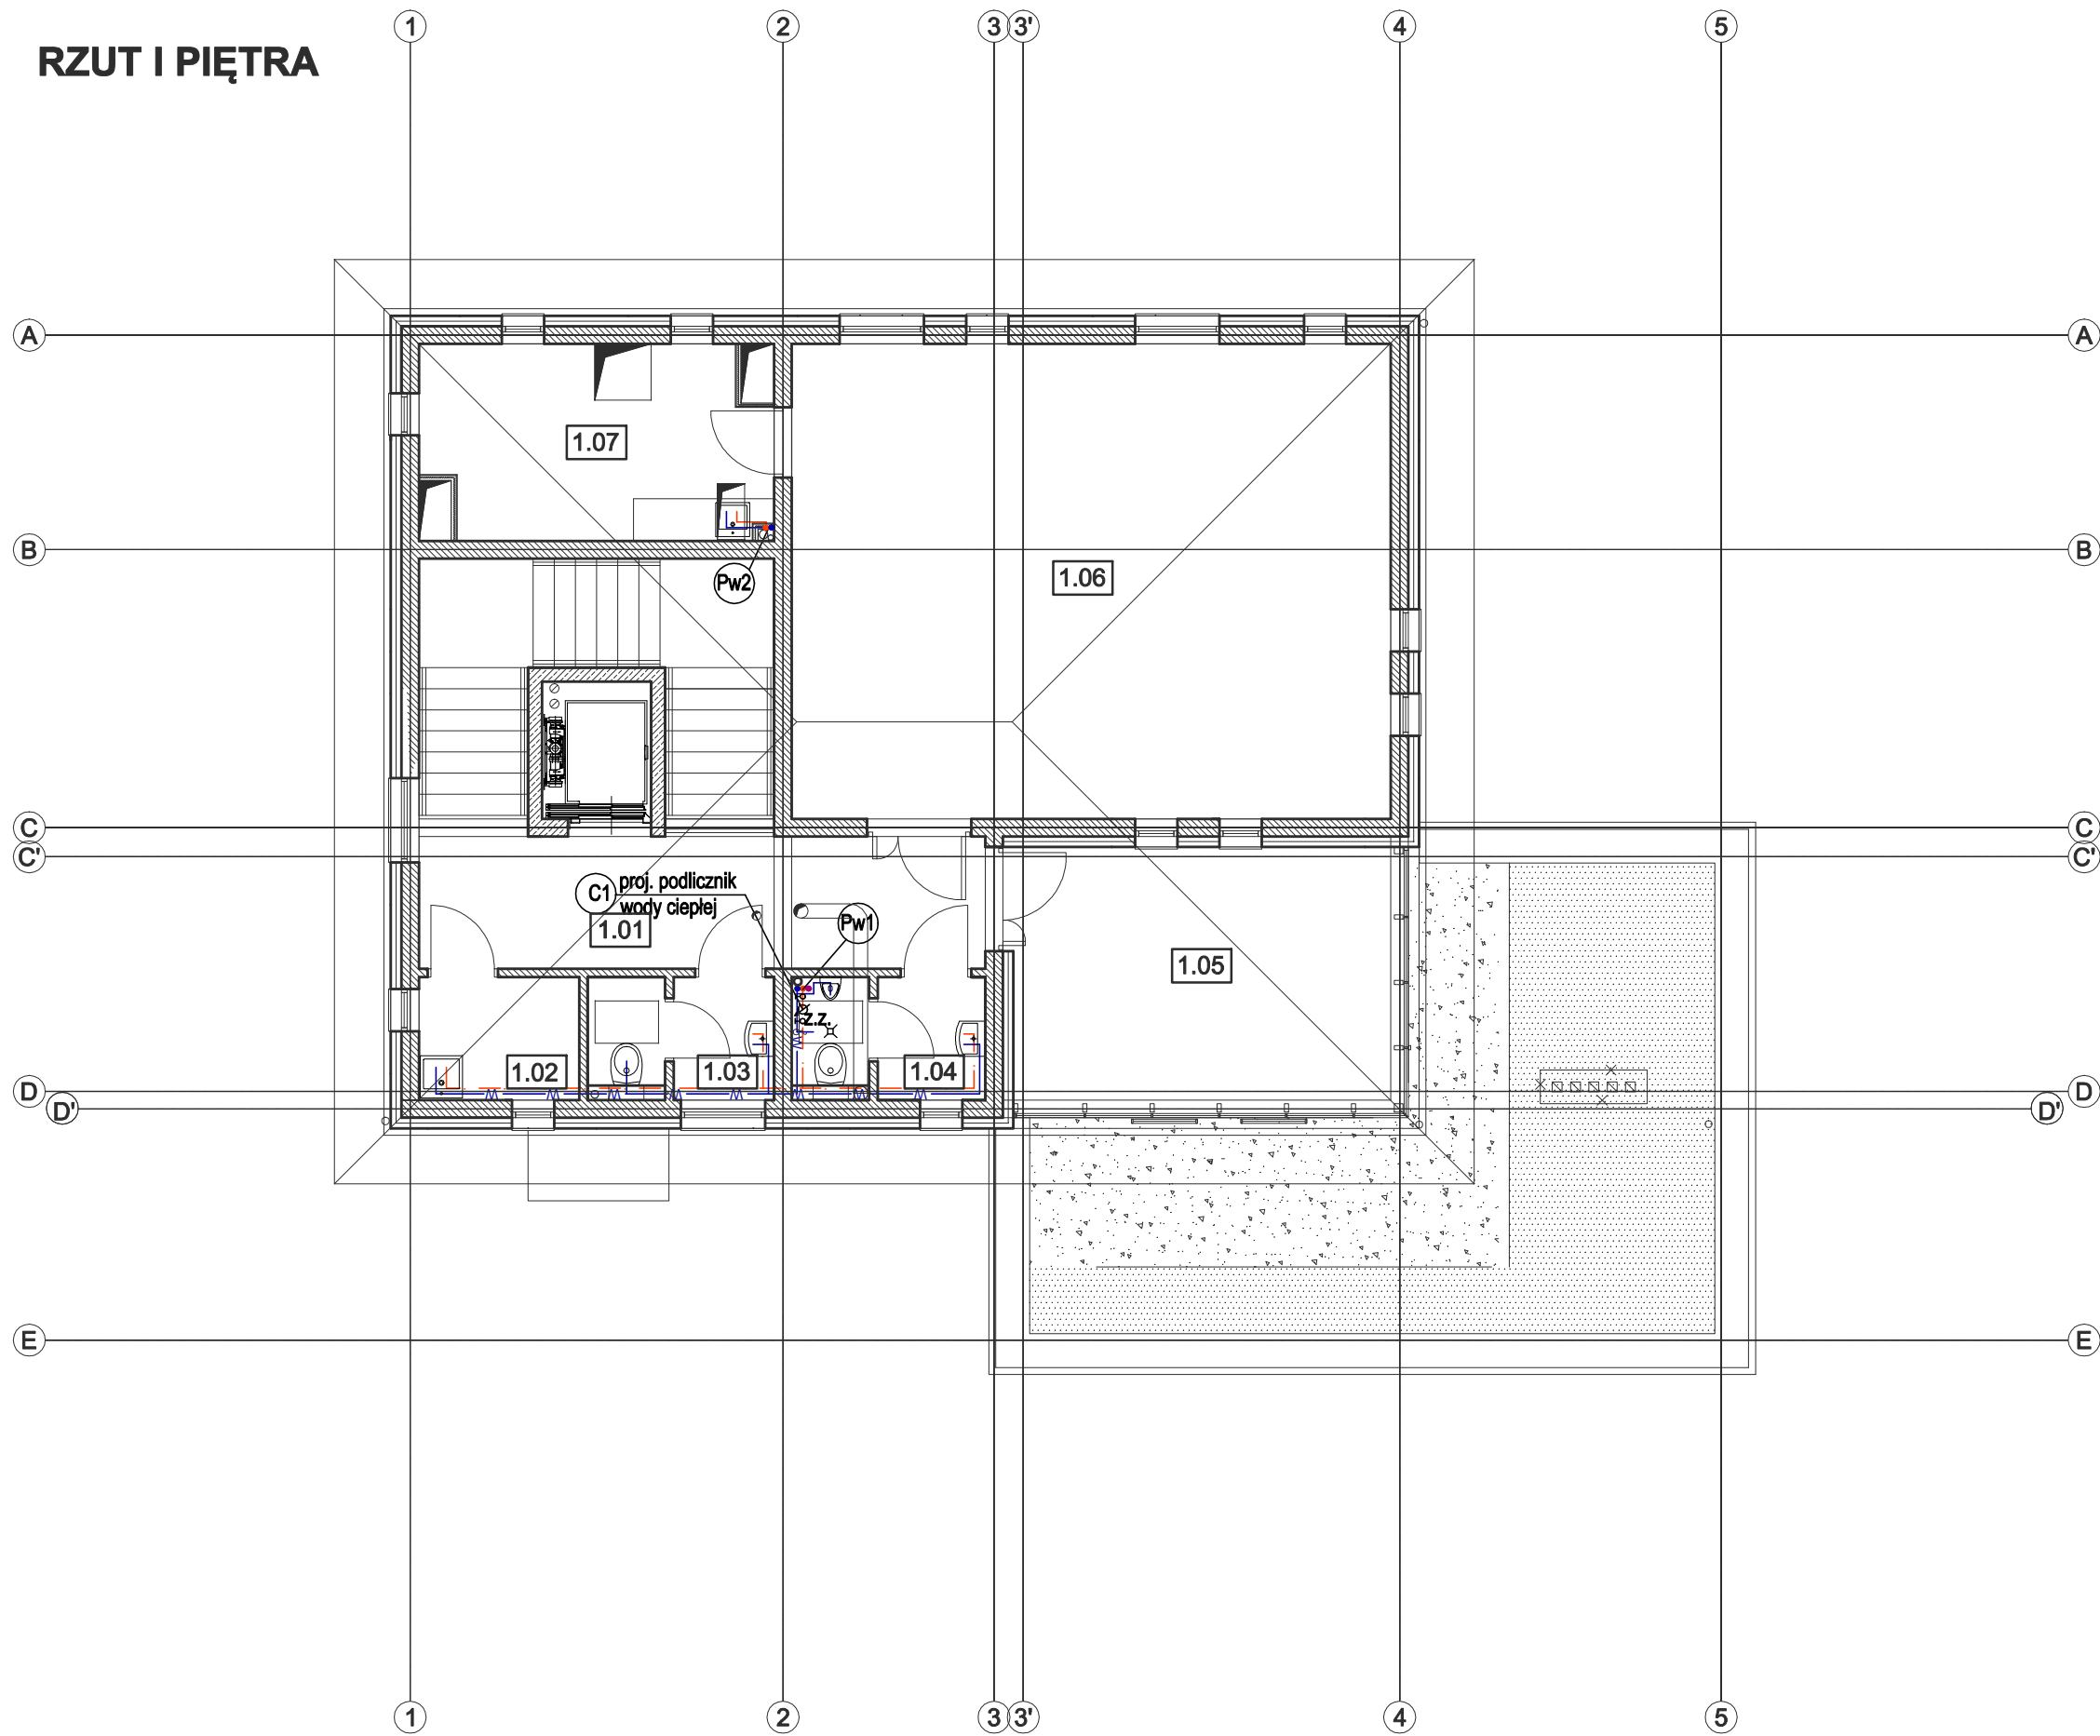 1 2 3 3' 4 5
RZUT I PIĘTRA
A A
1.07
B B
Pw2
1.06
C C
C' C'
C1 proj. podlicznik
wody ciepłej
Pw1
1.01
1.05
z.z.
1.02 1.03 1.04
D D
D' D'
E E
1 2 3 3' 4 5